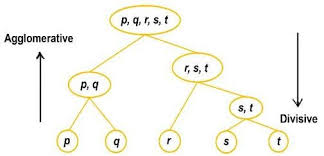 p, q, r, s, t
Agglomerative
r, s, t
p, q
s, t
Divisive
p
q
r
s
t